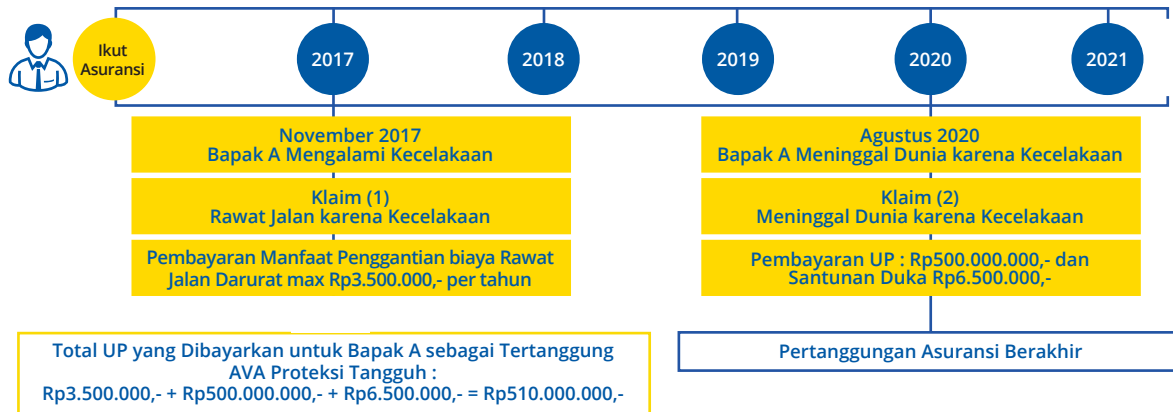 Ikut
Asuransi
2017
2018
2019
2020
2021
November 2017
Bapak A Mengalami Kecelakaan
Klaim (1)
Rawat Jalan karena Kecelakaan
Pembayaran Manfaat Penggantian biaya Rawat
Jalan Darurat max Rp3.500.000,- per tahun
Agustus 2020
Bapak A Meninggal Dunia karena Kecelakaan
Klaim (2)
Meninggal Dunia karena Kecelakaan
Pembayaran UP : Rp500.000.000,- dan
Santunan Duka Rp6.500.000,-
Total UP yang Dibayarkan untuk Bapak A sebagai Tertanggung
AVA Proteksi Tangguh :
Rp3.500.000,- + Rp500.000.000,- + Rp6.500.000,- = Rp510.000.000,-
Pertanggungan Asuransi Berakhir